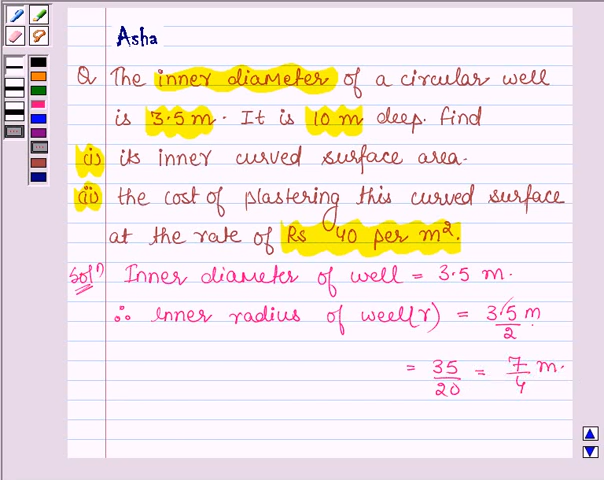 Asha
Q The inner diameter of a circular well
is 3.5 m. It is 10 m deep. find
(i) its inner curved surface area.
(ii) the cost of plastering this curved surface
at the rate of Rs 40 per m².
Solⁿ) Inner diameter of well = 3.5 m.
∴ Inner radius of well(r) = 3.5/2 m
= 35/20 = 7/4 m.